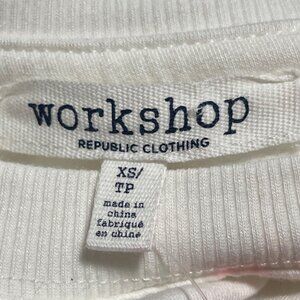 workshop
REPUBLIC CLOTHING
XS/
TP
made in
china
fabriqué
en chine